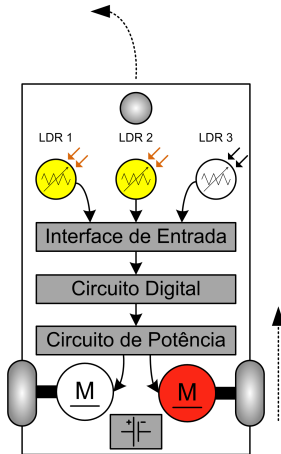 LDR 1
LDR 2
LDR 3
Interface de Entrada
Circuito Digital
Circuito de Potência
M
M
+ -